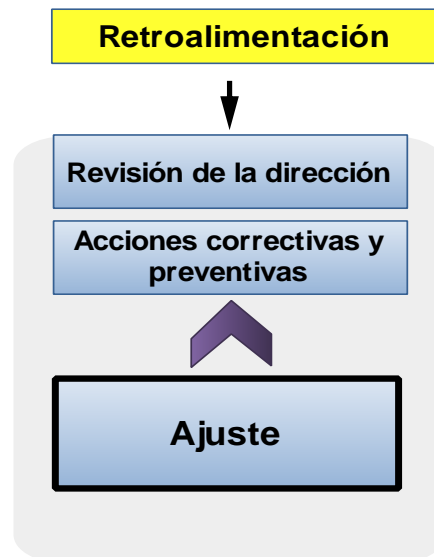 Retroalimentación
Revisión de la dirección
Acciones correctivas y
preventivas
Ajuste